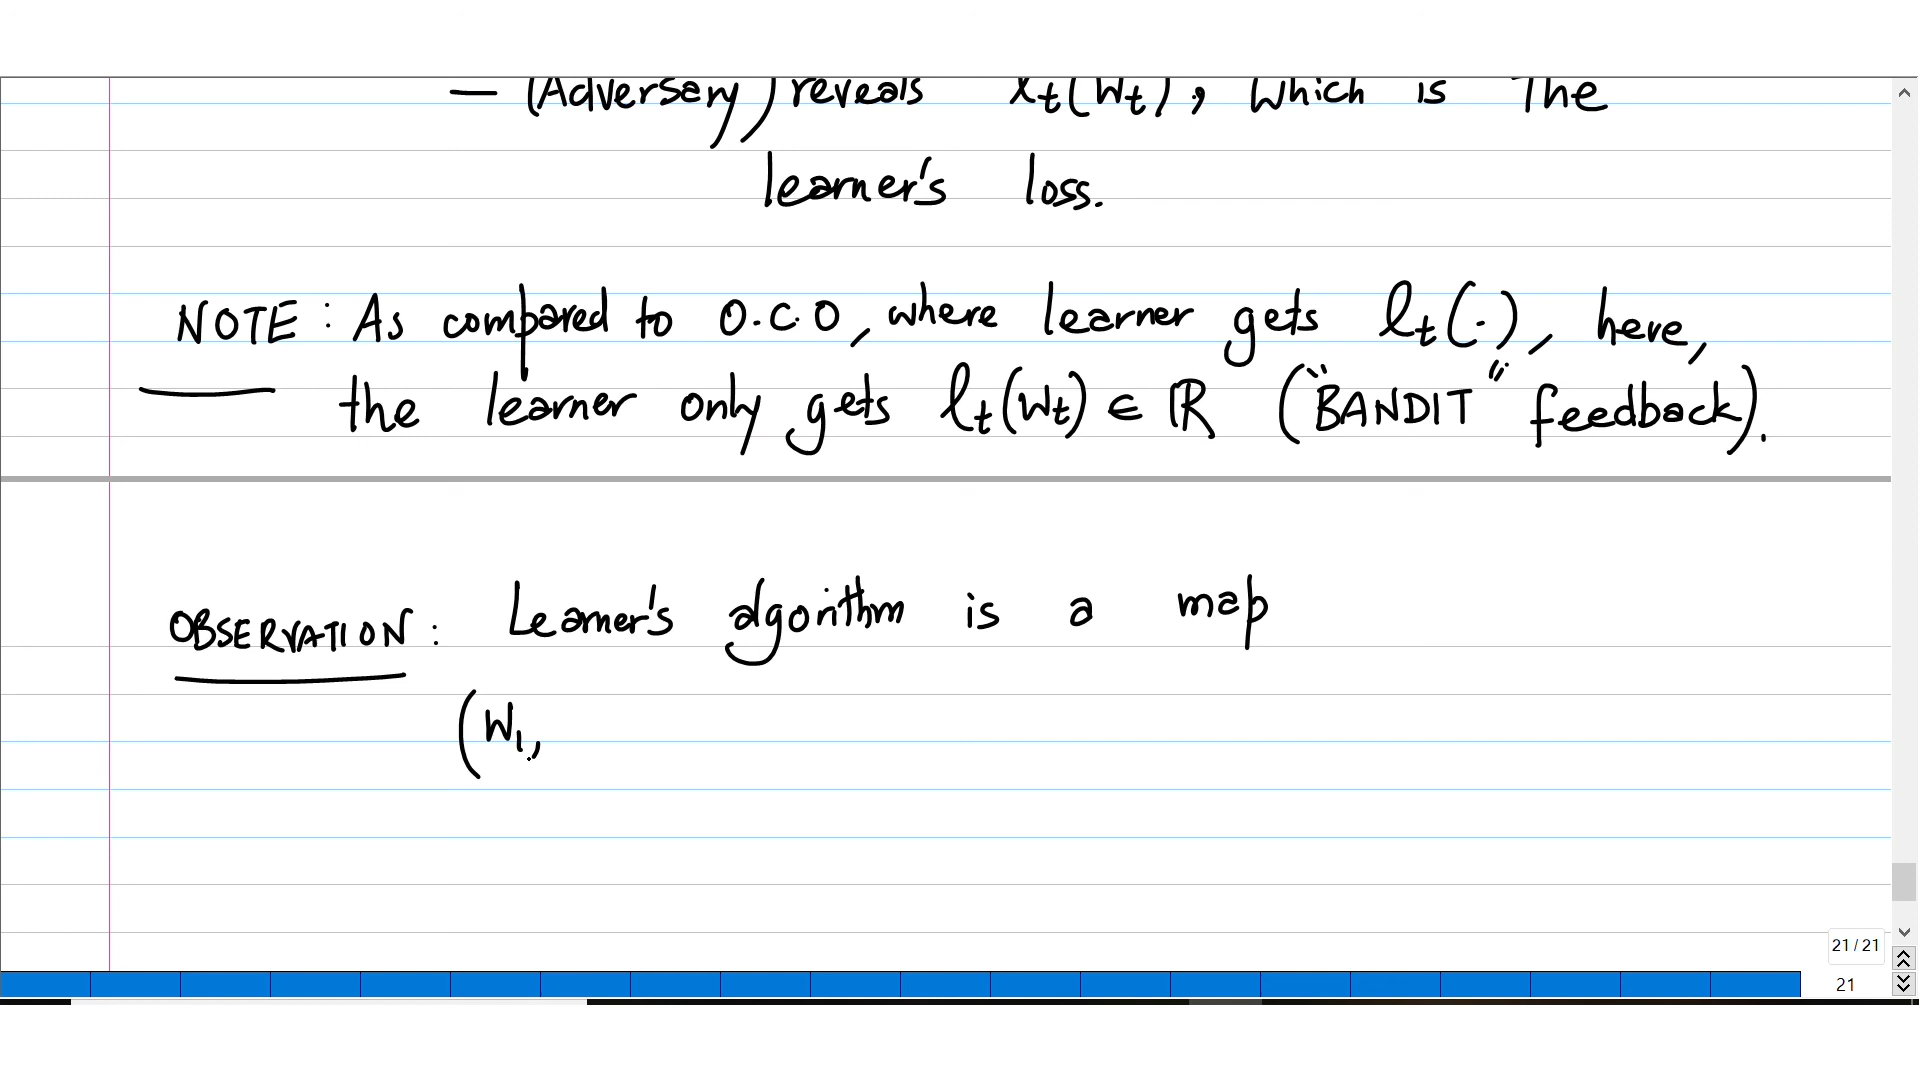 — (Adversary) reveals lt(Wt), Which is The
learner's loss.
NOTE: As compared to O.C.O, where learner gets lt(·), here,
the learner only gets lt(Wt) ∈ ℝ ("BANDIT" feedback).
OBSERVATION: Learner's algorithm is a map
(W1,
21 / 21
21